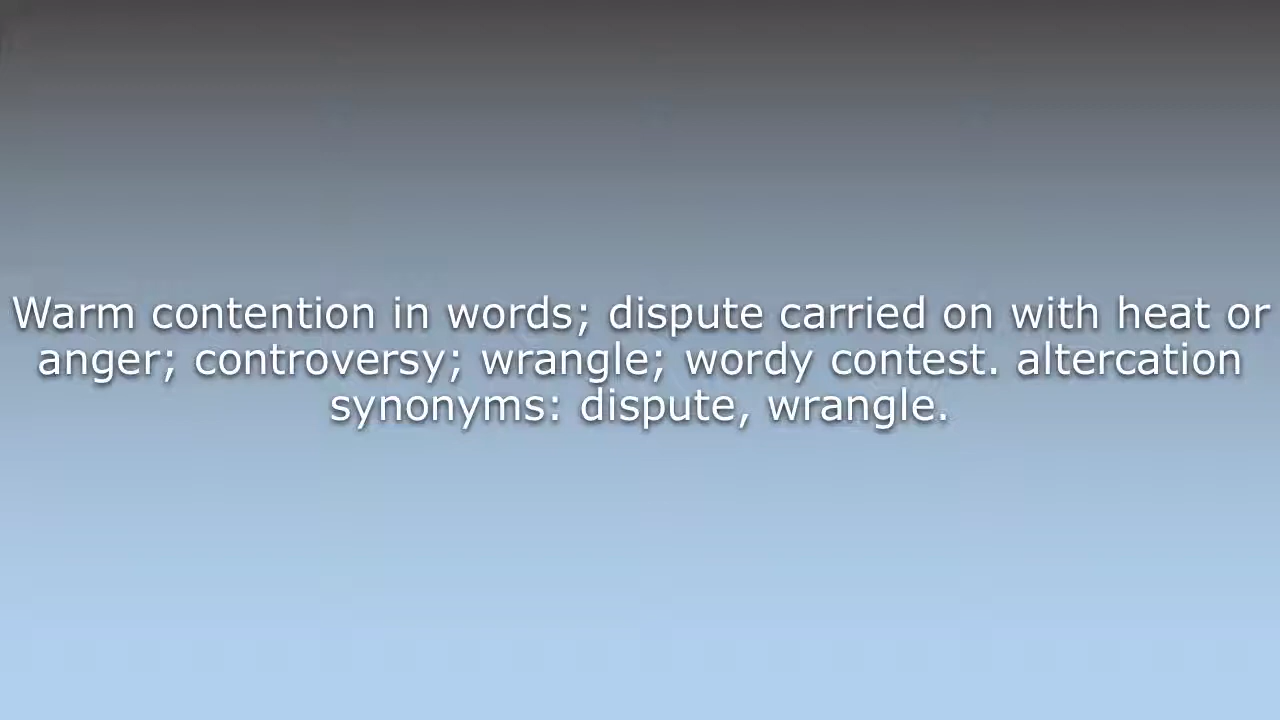 Warm contention in words; dispute carried on with heat or
anger; controversy; wrangle; wordy contest. altercation
synonyms: dispute, wrangle.